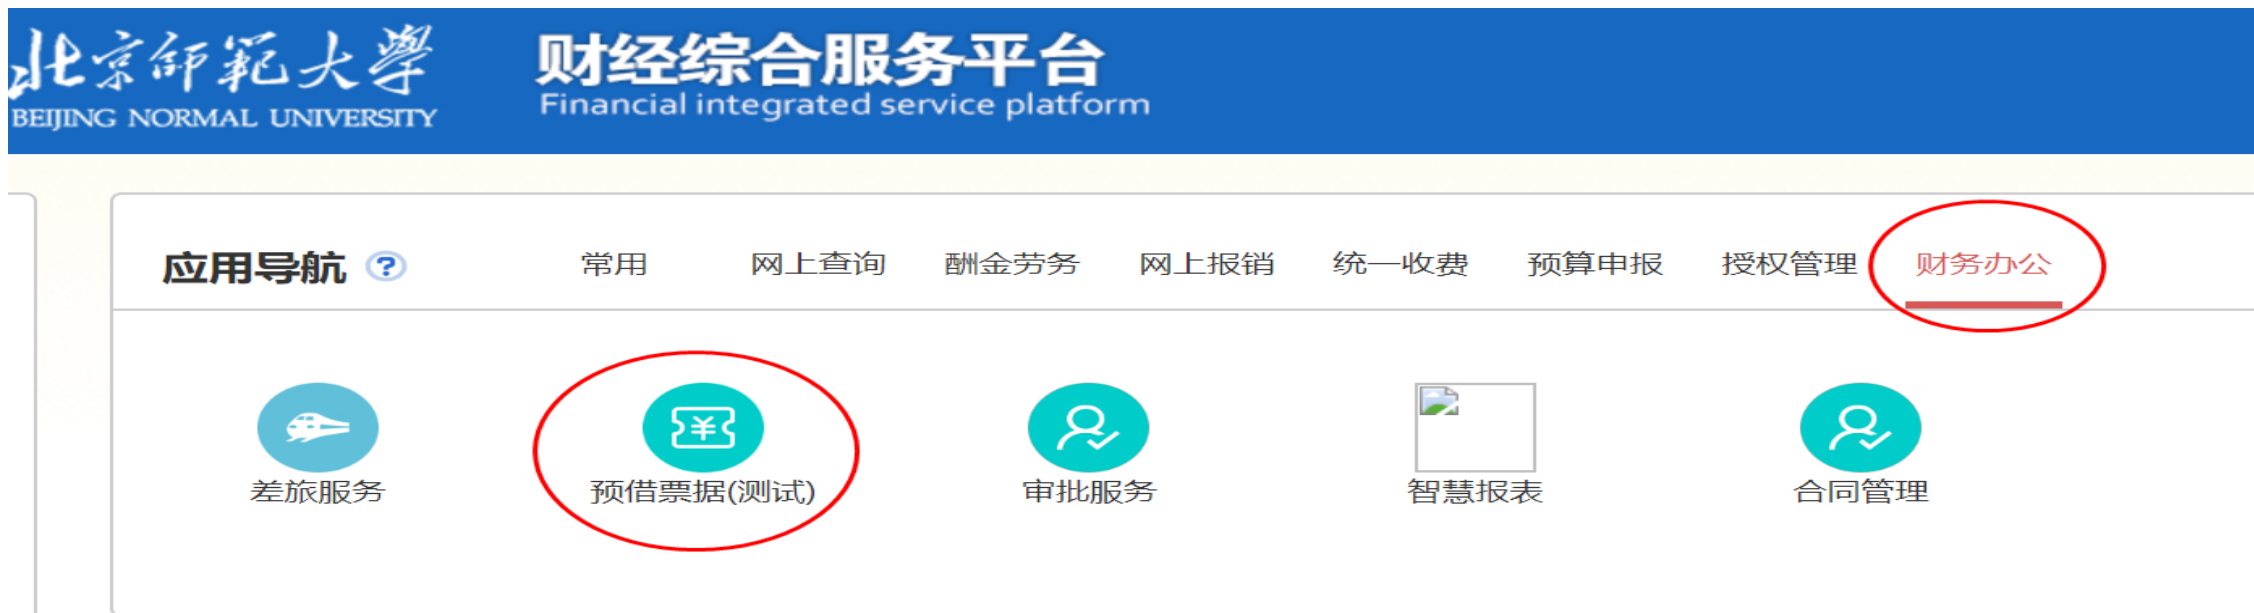 北京師範大學
BEIJING NORMAL UNIVERSITY
财经综合服务平台
Financial integrated service platform
应用导航 ? 常用 网上查询 酬金劳务 网上报销 统一收费 预算申报 授权管理 财务办公
差旅服务 预借票据(测试) 审批服务 智慧报表 合同管理